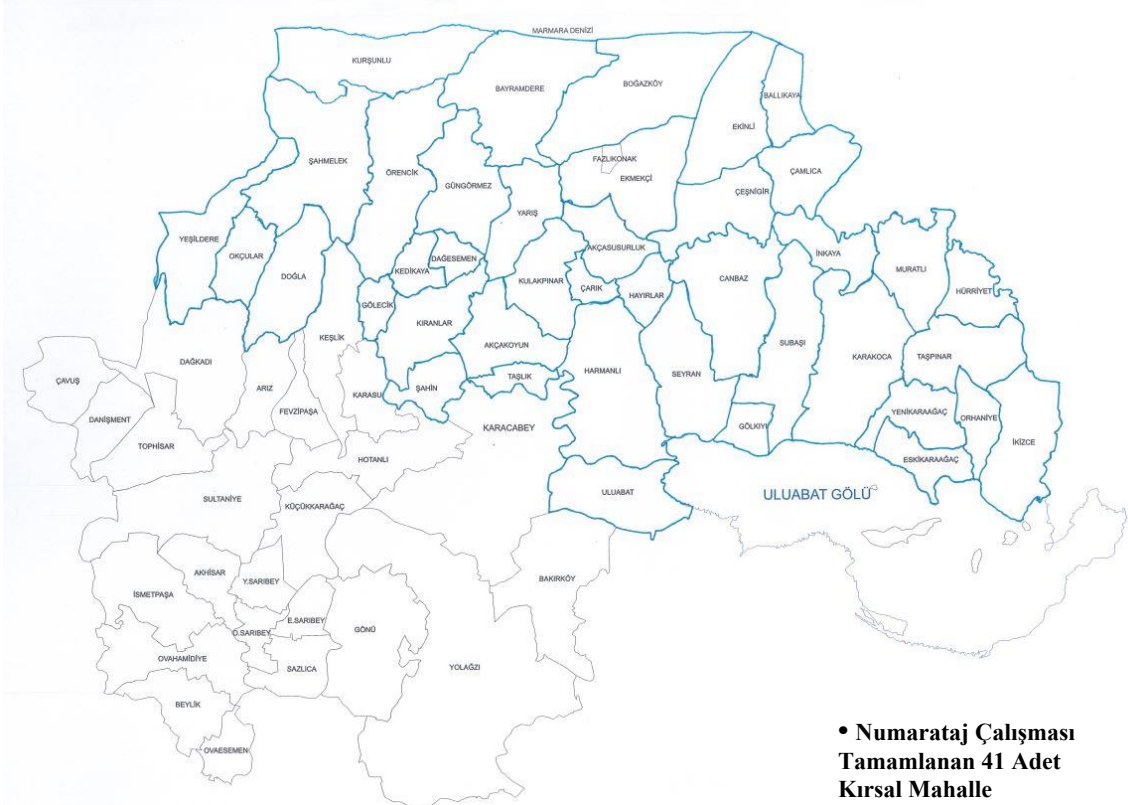 MARMARA DENİZİ
KURŞUNLU
BAYRAMDERE
BOĞAZKÖY
BALLIKAYA
EKİNLİ
ŞAHMELEK
ÖRENCİK
GÜNGÖRMEZ
FAZLIKONAK
EKMEKÇİ
ÇAMLICA
ÇEŞNİGİR
YARIŞ
YEŞİLDERE
OKÇULAR
DOĞLA
KEDİKAYA
DAĞESEMEN
AKÇASUSURLUK
İNKAYA
MURATLI
HÜRRİYET
KULAKPINAR
ÇARIK
HAYIRLAR
CANBAZ
GÖLECİK
KIRANLAR
KEŞLİK
AKÇAKOYUN
SUBAŞI
KARAKOCA
TAŞPINAR
DAĞKADI
ÇAVUŞ
ARIZ
KARASU
ŞAHİN
TAŞLIK
HARMANLI
SEYRAN
DANİŞMENT
FEVZİPAŞA
YENİKARAAĞAÇ
ORHANİYE
KARACABEY
GÖLKIYI
İKİZCE
TOPHİSAR
HOTANLI
ESKİKARAAĞAÇ
SULTANİYE
KÜÇÜKKARAĞAÇ
ULUABAT
ULUABAT GÖLÜ
AKHİSAR
Y.SARIBEY
BAKIRKÖY
İSMETPAŞA
E.SARIBEY
O.SARIBEY
GÖNÜ
OVAHAMİDİYE
SAZLICA
YOLAĞZI
BEYLİK
OVAESEMEN
• Numarataj Çalışması
Tamamlanan 41 Adet
Kırsal Mahalle